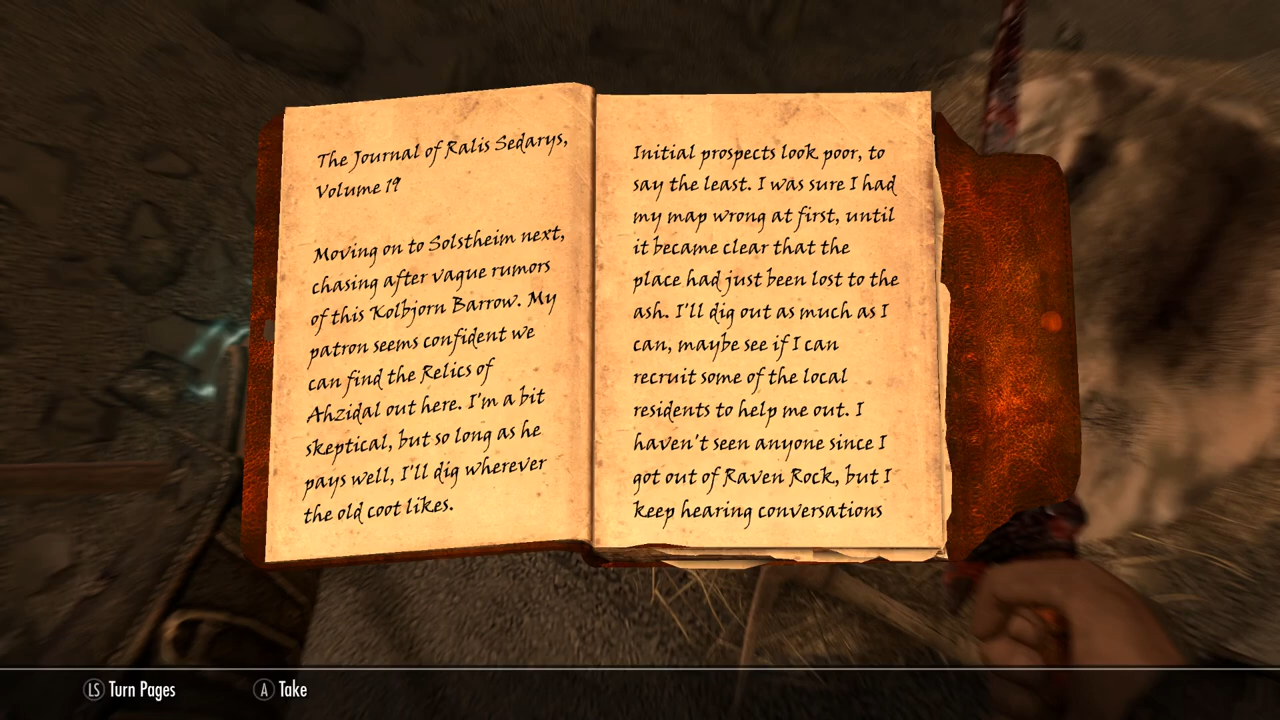 The Journal of Ralis Sedarys,
Volume 19
Moving on to Solstheim next,
chasing after vague rumors
of this Kolbjorn Barrow. My
patron seems confident we
can find the Relics of
Ahzidal out here. I'm a bit
skeptical, but so long as he
pays well, I'll dig wherever
the old coot likes.
Initial prospects look poor, to
say the least. I was sure I had
my map wrong at first, until
it became clear that the
place had just been lost to the
ash. I'll dig out as much as I
can, maybe see if I can
recruit some of the local
residents to help me out. I
haven't seen anyone since I
got out of Raven Rock, but I
keep hearing conversations
LS Turn Pages
A Take